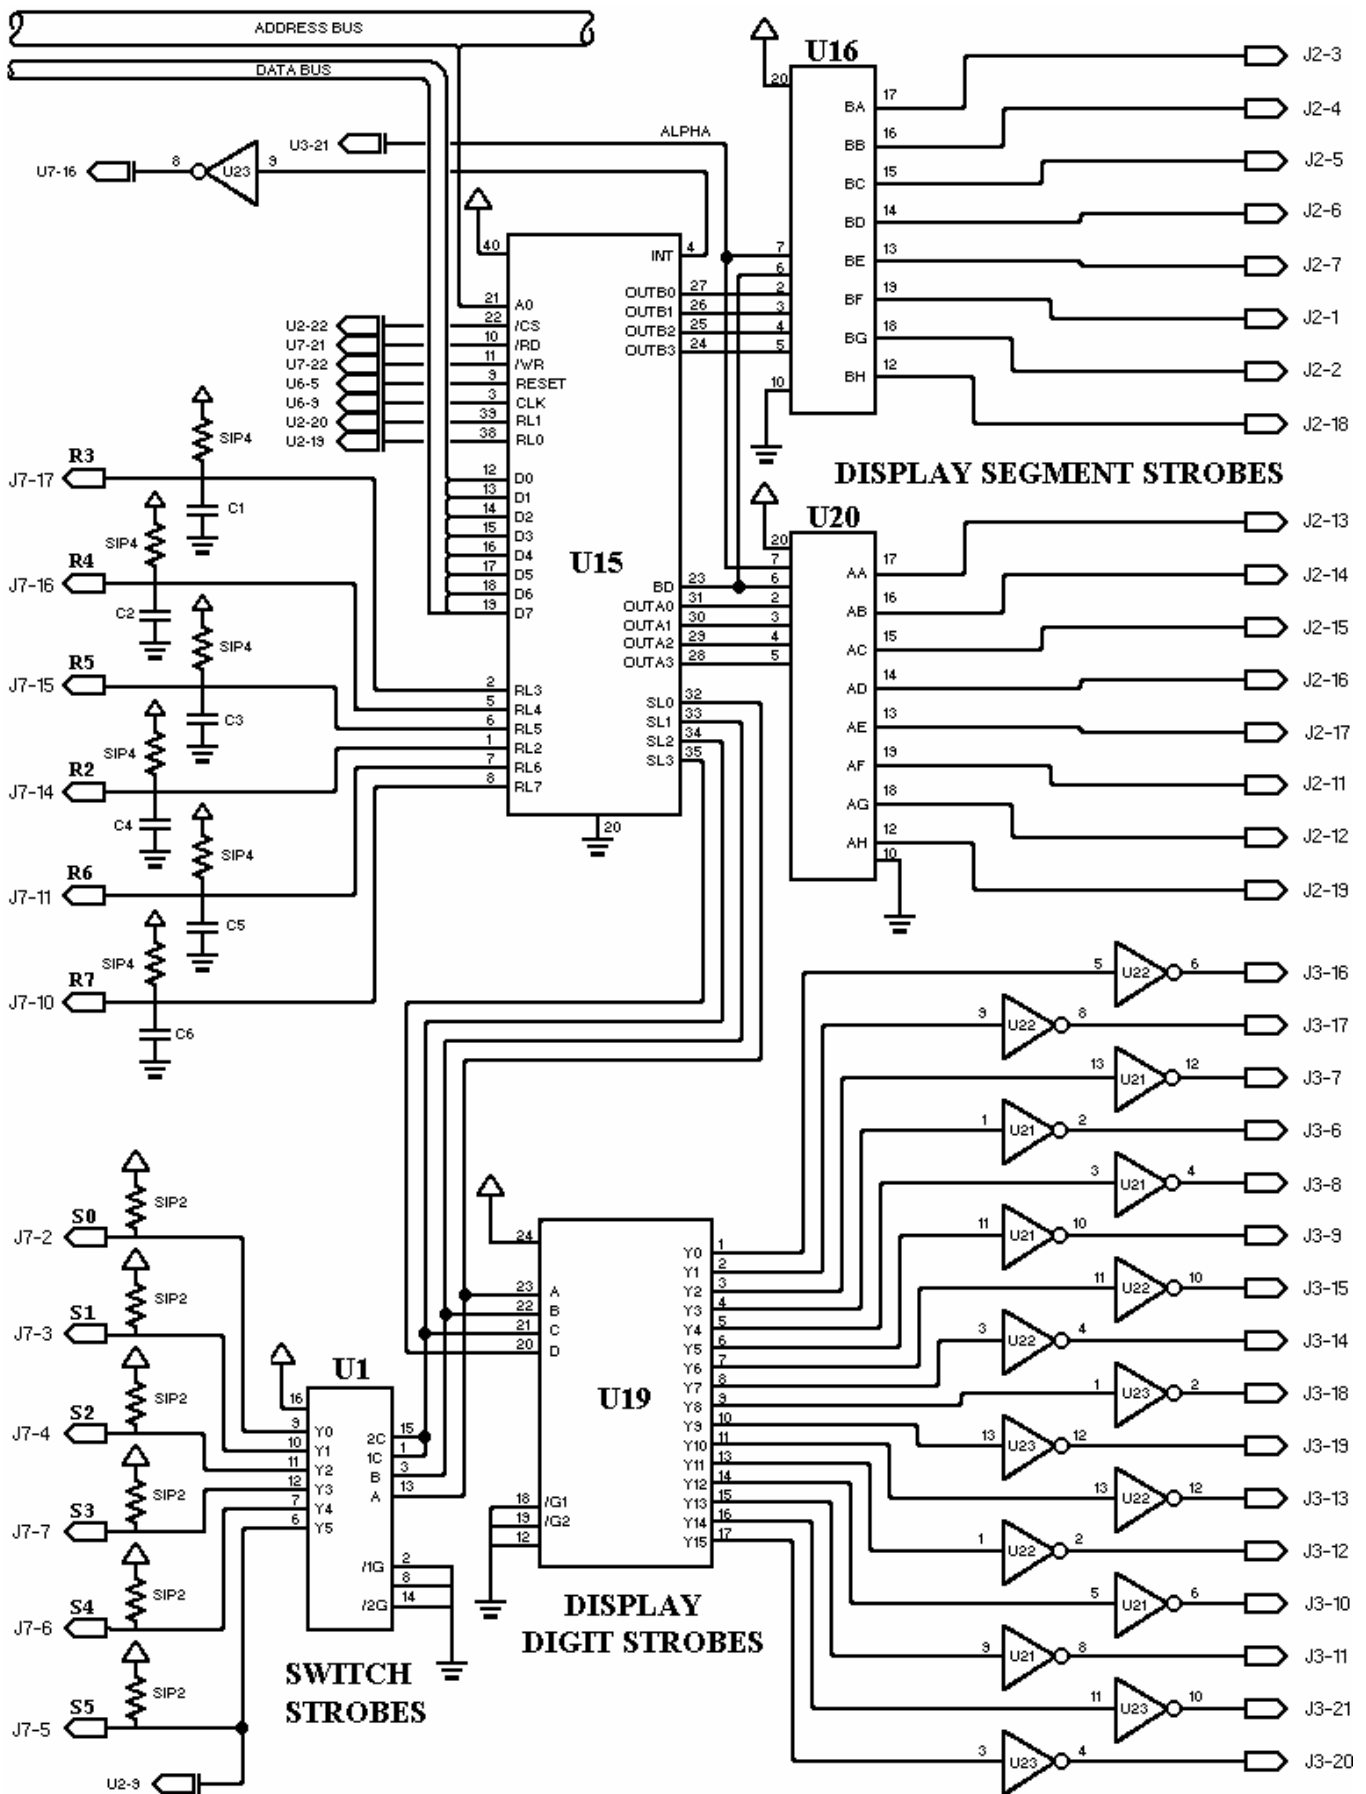 ADDRESS BUS
DATA BUS
U16
20
BA 17 J2-3
BB 16 J2-4
BC 15 J2-5
BD 14 J2-6
BE 13 J2-7
BF 19 J2-1
BG 18 J2-2
BH 12 J2-18
7
6
2
3
4
5
10
U3-21 ALPHA
U7-16 8 U23 9
DISPLAY SEGMENT STROBES
U15
40
INT 4
21 A0
U2-22 22 /CS
U7-21 10 /RD
U7-22 11 /WR
U6-5 9 RESET
U6-9 3 CLK
U2-20 39 RL1
U2-19 38 RL0
OUTB0 27
OUTB1 26
OUTB2 25
OUTB3 24
12 D0
13 D1
14 D2
15 D3
16 D4
17 D5
18 D6
19 D7
BD 23
OUTA0 31
OUTA1 30
OUTA2 29
OUTA3 28
2 RL3
5 RL4
6 RL5
1 RL2
7 RL6
8 RL7
SL0 32
SL1 33
SL2 34
SL3 35
20
SIP4
J7-17 R3
C1
SIP4
J7-16 R4
C2
SIP4
J7-15 R5
C3
SIP4
J7-14 R2
C4
SIP4
J7-11 R6
C5
SIP4
J7-10 R7
C6
U20
20
7
6
2
3
4
5
AA 17 J2-13
AB 16 J2-14
AC 15 J2-15
AD 14 J2-16
AE 13 J2-17
AF 19 J2-11
AG 18 J2-12
AH 12 J2-19
10
5 U22 6 J3-16
9 U22 8 J3-17
13 U21 12 J3-7
1 U21 2 J3-6
3 U21 4 J3-8
11 U21 10 J3-9
11 U22 10 J3-15
3 U22 4 J3-14
1 U23 2 J3-18
13 U23 12 J3-19
13 U22 12 J3-13
1 U22 2 J3-12
5 U21 6 J3-10
9 U21 8 J3-11
11 U23 10 J3-21
3 U23 4 J3-20
SIP2
J7-2 S0
SIP2
J7-3 S1
SIP2
J7-4 S2
SIP2
J7-7 S3
SIP2
J7-6 S4
SIP2
J7-5 S5
U2-9
U1
16
9 Y0
10 Y1
11 Y2
12 Y3
7 Y4
6 Y5
2C 15
1C 1
B 3
A 13
/1G 2
8
/2G 14
SWITCH
STROBES
U19
24
23 A
22 B
21 C
20 D
18 /G1
19 /G2
12
Y0 1
Y1 2
Y2 3
Y3 4
Y4 5
Y5 6
Y6 7
Y7 8
Y8 9
Y9 10
Y10 11
Y11 13
Y12 14
Y13 15
Y14 16
Y15 17
DISPLAY
DIGIT STROBES